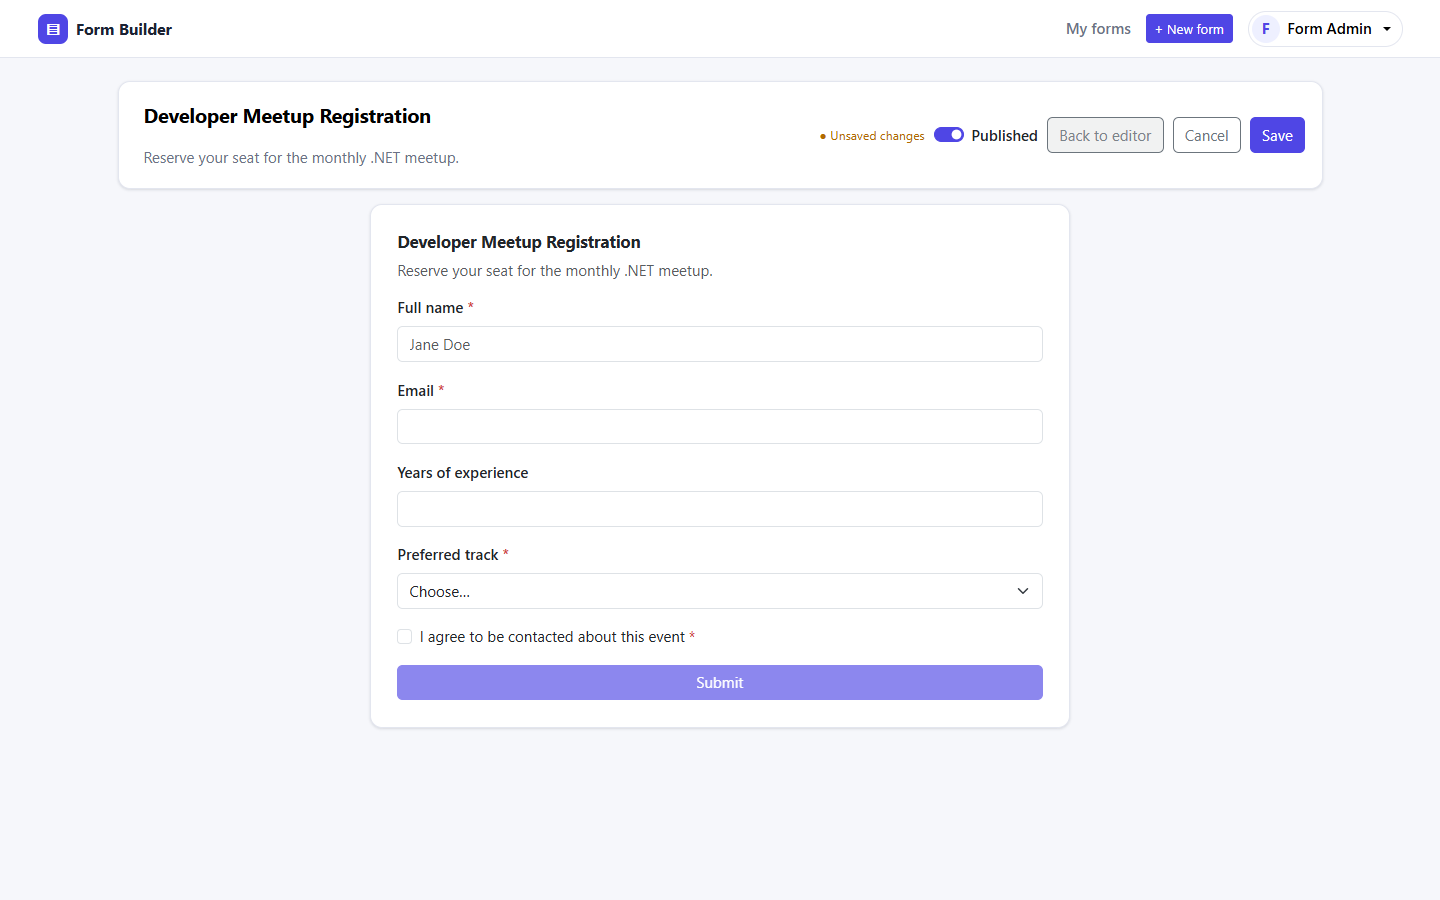 Form Builder
My forms
+ New form
F
Form Admin
Developer Meetup Registration
Reserve your seat for the monthly .NET meetup.
● Unsaved changes
Published
Back to editor
Cancel
Save
Developer Meetup Registration
Reserve your seat for the monthly .NET meetup.
Full name *
Jane Doe
Email *
Years of experience
Preferred track *
Choose...
I agree to be contacted about this event *
Submit